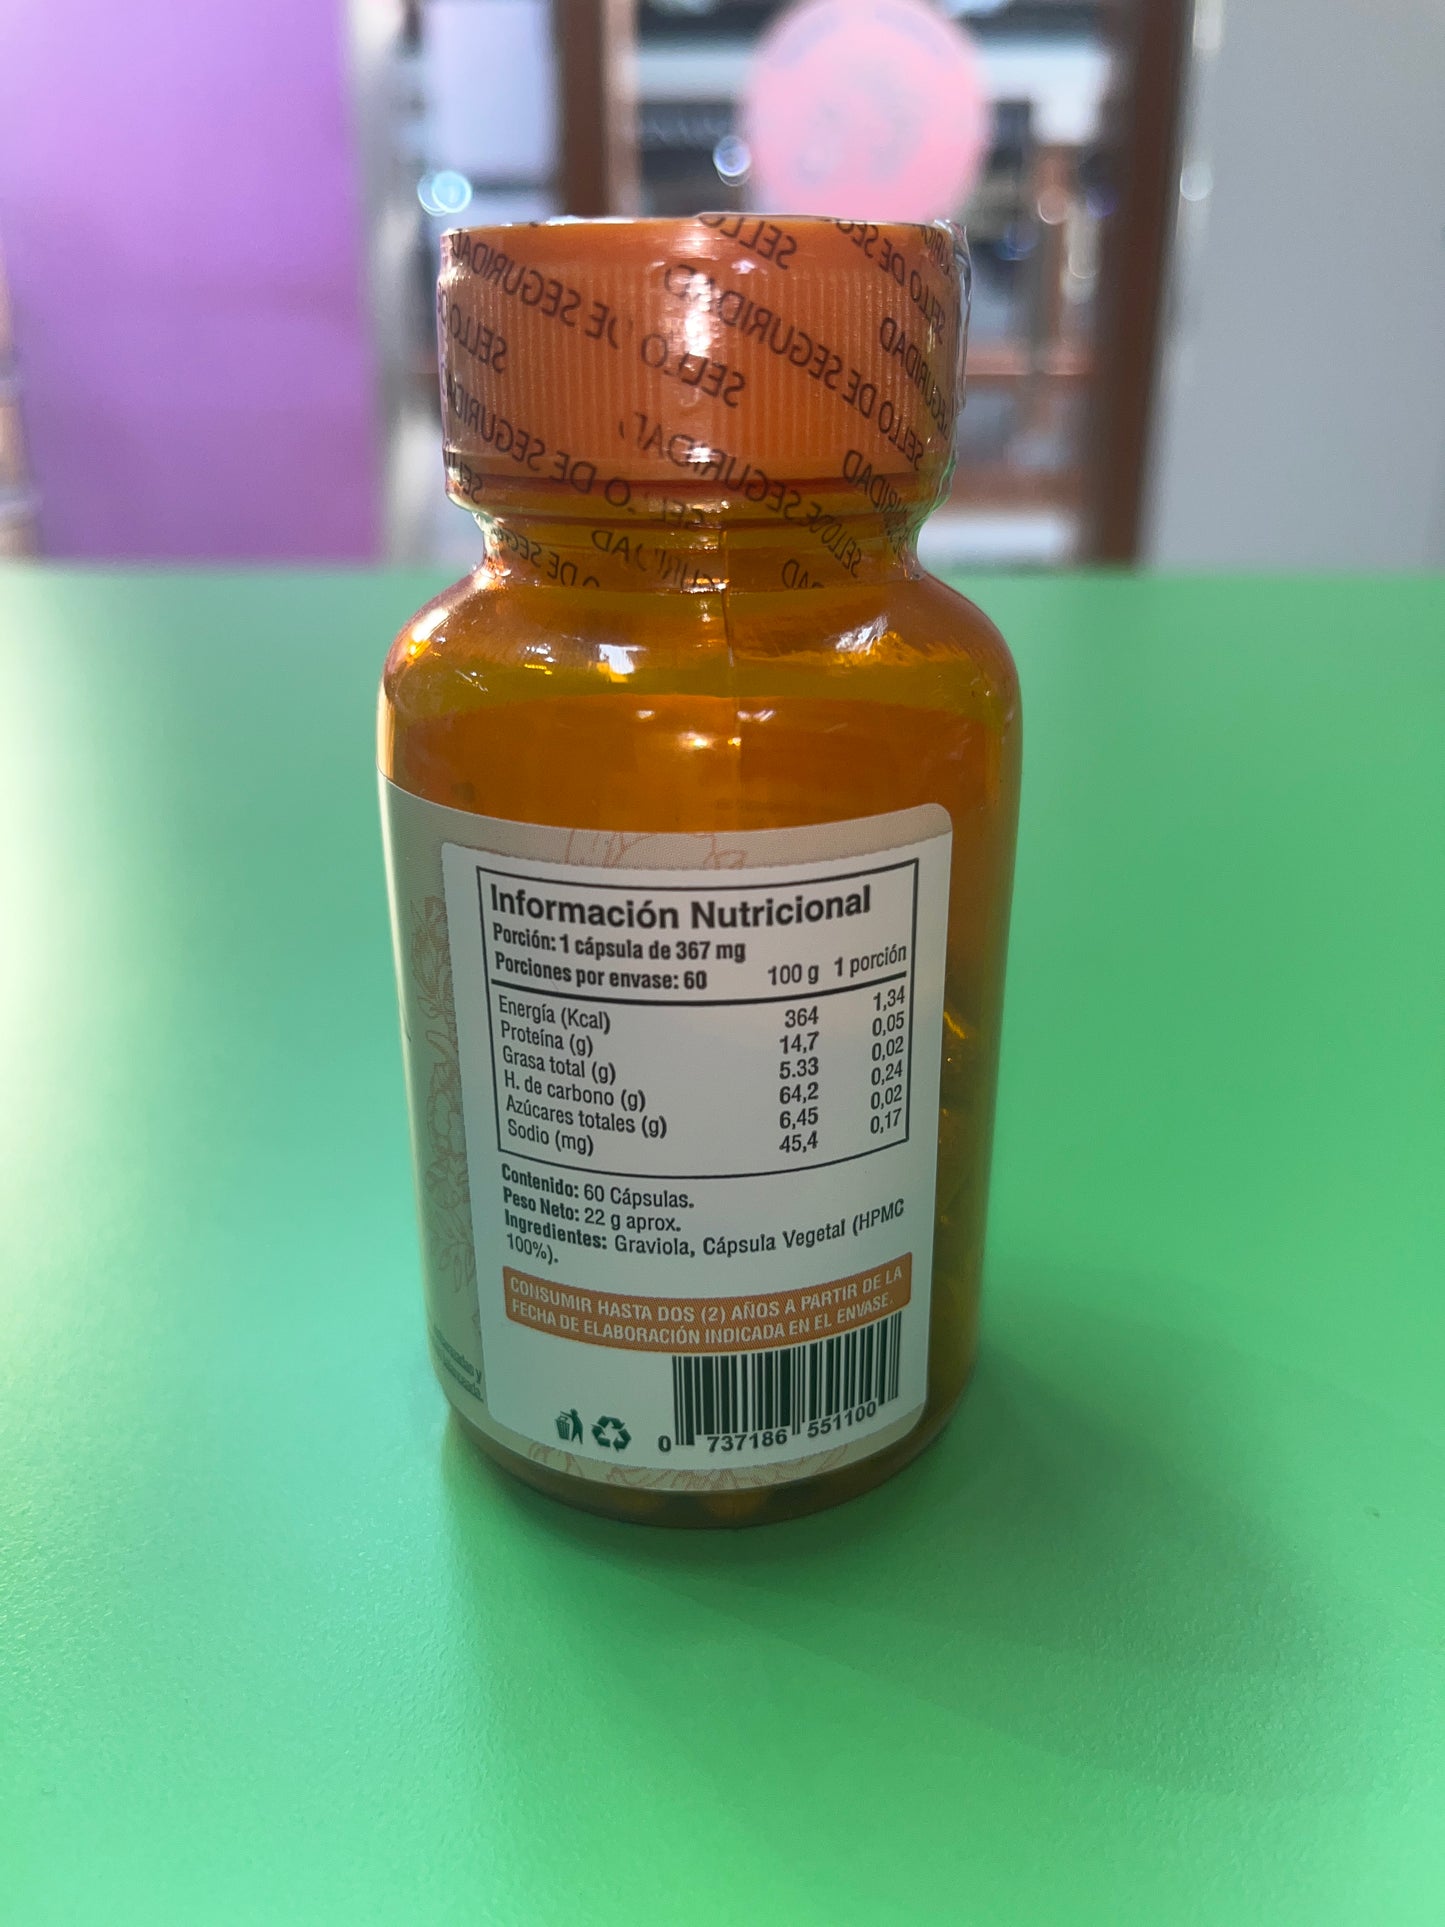 SELLO DE SEGURIDAD
SELLO DE SEGURIDAD
SELLO DE SEGURIDAD
Información Nutricional
Porción: 1 cápsula de 367 mg
Porciones por envase: 60 100 g 1 porción
Energía (Kcal) 364 1,34
Proteína (g) 14,7 0,05
Grasa total (g) 5.33 0,02
H. de carbono (g) 64,2 0,24
Azúcares totales (g) 6,45 0,02
Sodio (mg) 45,4 0,17
Contenido: 60 Cápsulas.
Peso Neto: 22 g aprox.
Ingredientes: Graviola, Cápsula Vegetal (HPMC
100%).
CONSUMIR HASTA DOS (2) AÑOS A PARTIR DE LA
FECHA DE ELABORACIÓN INDICADA EN EL ENVASE.
0 737186 551100